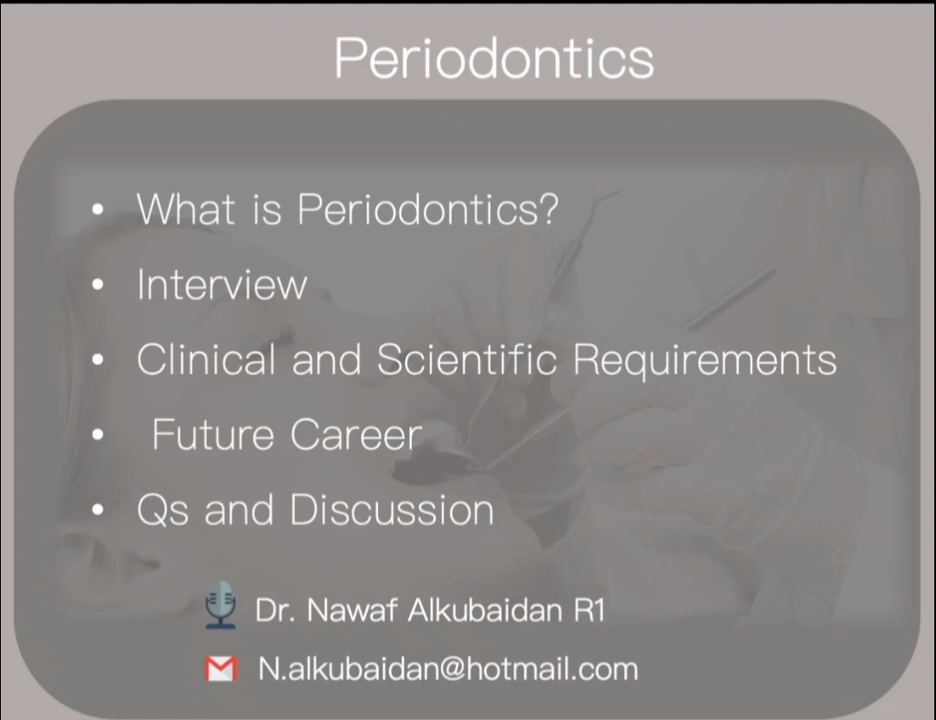 Periodontics
• What is Periodontics?
• Interview
• Clinical and Scientific Requirements
• Future Career
• Qs and Discussion
Dr. Nawaf Alkubaidan R1
N.alkubaidan@hotmail.com